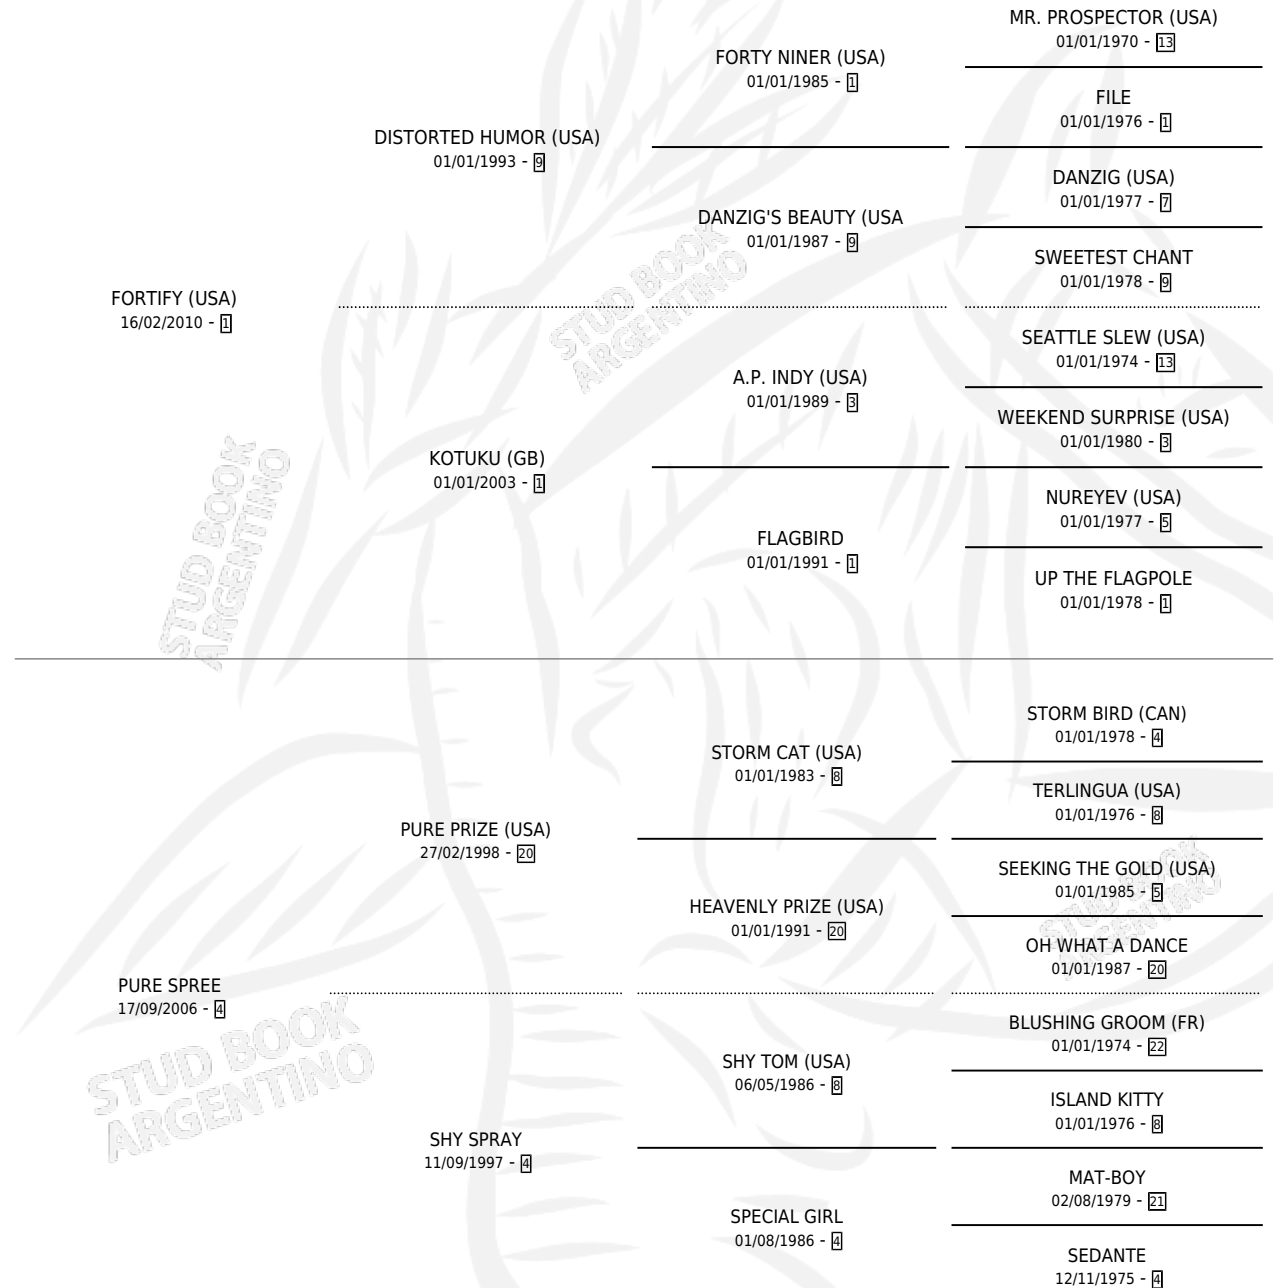 MR. PROSPECTOR (USA)
01/01/1970 - 13
FORTY NINER (USA)
01/01/1985 - 1
FILE
01/01/1976 - 1
DISTORTED HUMOR (USA)
01/01/1993 - 9
DANZIG (USA)
01/01/1977 - 7
DANZIG'S BEAUTY (USA
01/01/1987 - 9
SWEETEST CHANT
01/01/1978 - 9
STUD BOOK
ARGENTINO
FORTIFY (USA)
16/02/2010 - 1
SEATTLE SLEW (USA)
01/01/1974 - 13
A.P. INDY (USA)
01/01/1989 - 3
WEEKEND SURPRISE (USA)
01/01/1980 - 3
KOTUKU (GB)
01/01/2003 - 1
NUREYEV (USA)
01/01/1977 - 5
FLAGBIRD
01/01/1991 - 1
UP THE FLAGPOLE
01/01/1978 - 1
STUD BOOK
ARGENTINO
STORM BIRD (CAN)
01/01/1978 - 4
STORM CAT (USA)
01/01/1983 - 8
TERLINGUA (USA)
01/01/1976 - 8
PURE PRIZE (USA)
27/02/1998 - 20
SEEKING THE GOLD (USA)
01/01/1985 - 5
STUD BOOK
ARGENTINO
HEAVENLY PRIZE (USA)
01/01/1991 - 20
OH WHAT A DANCE
01/01/1987 - 20
PURE SPREE
17/09/2006 - 4
STUD BOOK
ARGENTINO
BLUSHING GROOM (FR)
01/01/1974 - 22
SHY TOM (USA)
06/05/1986 - 8
ISLAND KITTY
01/01/1976 - 8
SHY SPRAY
11/09/1997 - 4
MAT-BOY
02/08/1979 - 21
SPECIAL GIRL
01/08/1986 - 4
SEDANTE
12/11/1975 - 4